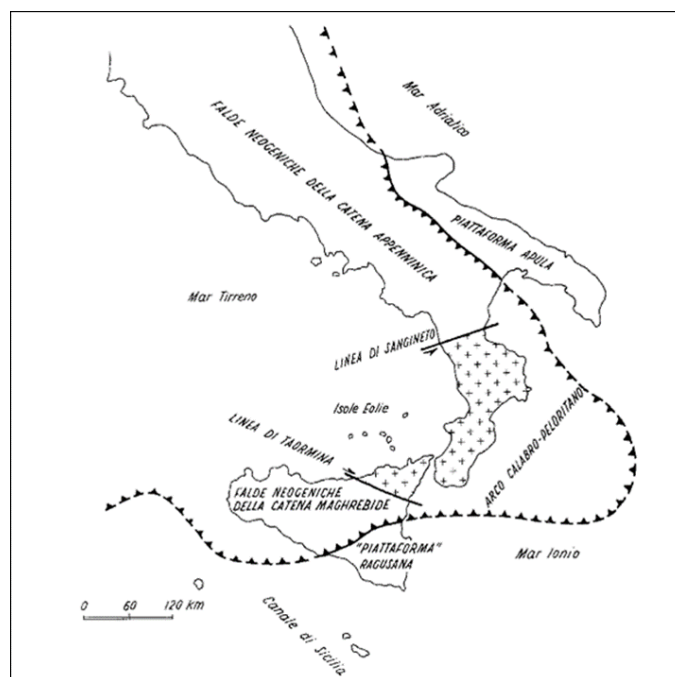 Mar Adriatico
FALDE NEOGENICHE DELLA CATENA APPENNINICA
PIATTAFORMA APULA
Mar Tirreno
LINEA DI SANGINETO
Isole Eolie
LINEA DI TAORMINA
ARCO CALABRO-PELORITANO
FALDE NEOGENICHE
DELLA CATENA MAGHREBIDE
"PIATTAFORMA"
RAGUSANA
Mar Ionio
0 60 120 km
Canale di Sicilia